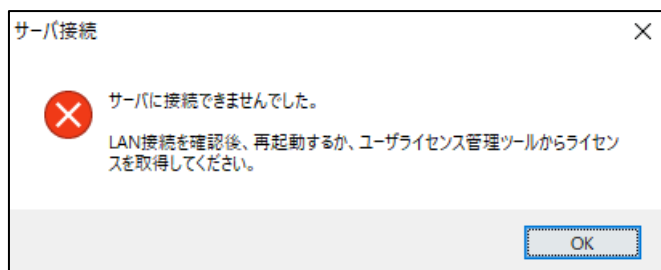 サーバ接続
サーバに接続できませんでした。
LAN接続を確認後、再起動するか、ユーザライセンス管理ツールからライセン
スを取得してください。
OK